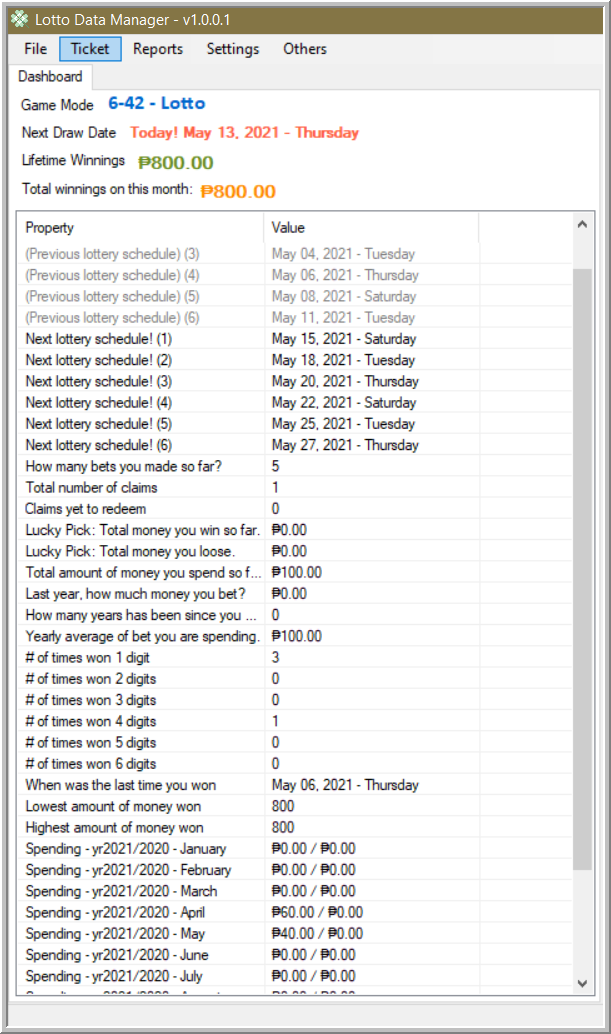 Lotto Data Manager - v1.0.0.1
File Ticket Reports Settings Others
Dashboard
Game Mode 6-42 - Lotto
Next Draw Date Today! May 13, 2021 - Thursday
Lifetime Winnings ₱800.00
Total winnings on this month: ₱800.00
Property Value
(Previous lottery schedule) (3) May 04, 2021 - Tuesday
(Previous lottery schedule) (4) May 06, 2021 - Thursday
(Previous lottery schedule) (5) May 08, 2021 - Saturday
(Previous lottery schedule) (6) May 11, 2021 - Tuesday
Next lottery schedule! (1) May 15, 2021 - Saturday
Next lottery schedule! (2) May 18, 2021 - Tuesday
Next lottery schedule! (3) May 20, 2021 - Thursday
Next lottery schedule! (4) May 22, 2021 - Saturday
Next lottery schedule! (5) May 25, 2021 - Tuesday
Next lottery schedule! (6) May 27, 2021 - Thursday
How many bets you made so far? 5
Total number of claims 1
Claims yet to redeem 0
Lucky Pick: Total money you win so far. ₱0.00
Lucky Pick: Total money you loose. ₱0.00
Total amount of money you spend so f... ₱100.00
Last year, how much money you bet? ₱0.00
How many years has been since you ... 0
Yearly average of bet you are spending. ₱100.00
# of times won 1 digit 3
# of times won 2 digits 0
# of times won 3 digits 0
# of times won 4 digits 1
# of times won 5 digits 0
# of times won 6 digits 0
When was the last time you won May 06, 2021 - Thursday
Lowest amount of money won 800
Highest amount of money won 800
Spending - yr2021/2020 - January ₱0.00 / ₱0.00
Spending - yr2021/2020 - February ₱0.00 / ₱0.00
Spending - yr2021/2020 - March ₱0.00 / ₱0.00
Spending - yr2021/2020 - April ₱60.00 / ₱0.00
Spending - yr2021/2020 - May ₱40.00 / ₱0.00
Spending - yr2021/2020 - June ₱0.00 / ₱0.00
Spending - yr2021/2020 - July ₱0.00 / ₱0.00